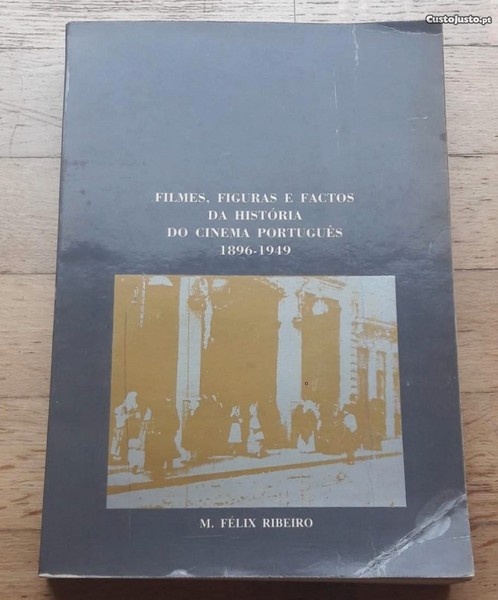 CustoJusto.pt
FILMES, FIGURAS E FACTOS
DA HISTÓRIA
DO CINEMA PORTUGUÊS
1896-1949
M. FÉLIX RIBEIRO